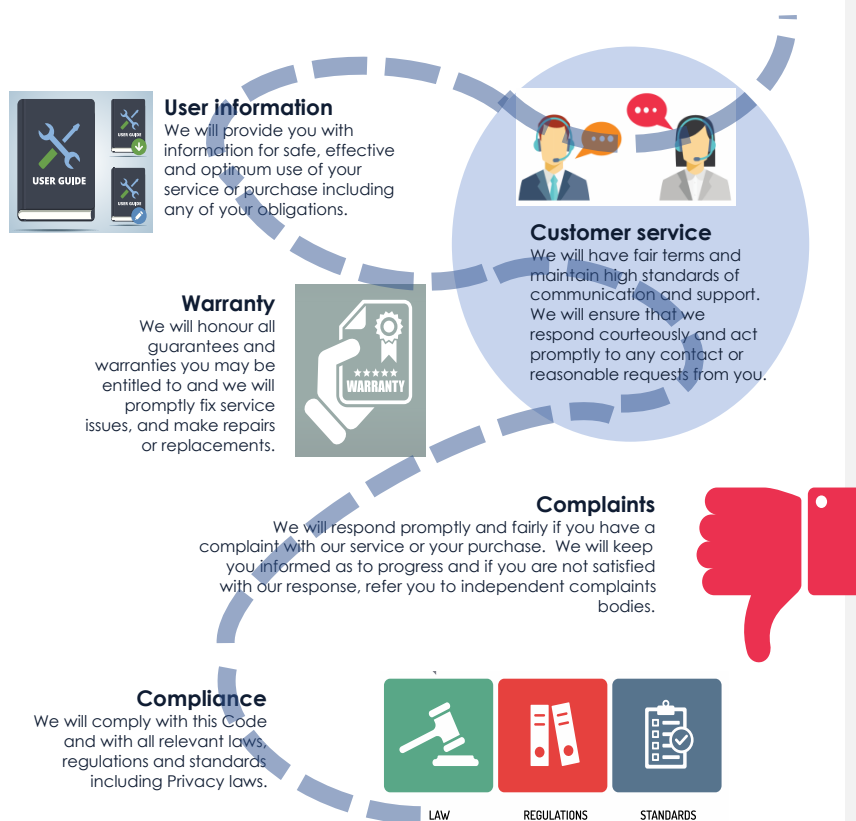 USER GUIDE
USER GUIDE
USER GUIDE
User information
We will provide you with
information for safe, effective
and optimum use of your
service or purchase including
any of your obligations.
Customer service
We will have fair terms and
maintain high standards of
communication and support.
We will ensure that we
respond courteously and act
promptly to any contact or
reasonable requests from you.
Warranty
We will honour all
guarantees and
warranties you may be
entitled to and we will
promptly fix service
issues, and make repairs
or replacements.
WARRANTY
Complaints
We will respond promptly and fairly if you have a
complaint with our service or your purchase. We will keep
you informed as to progress and if you are not satisfied
with our response, refer you to independent complaints
bodies.
Compliance
We will comply with this Code
and with all relevant laws,
regulations and standards
including Privacy laws.
LAW
REGULATIONS
STANDARDS